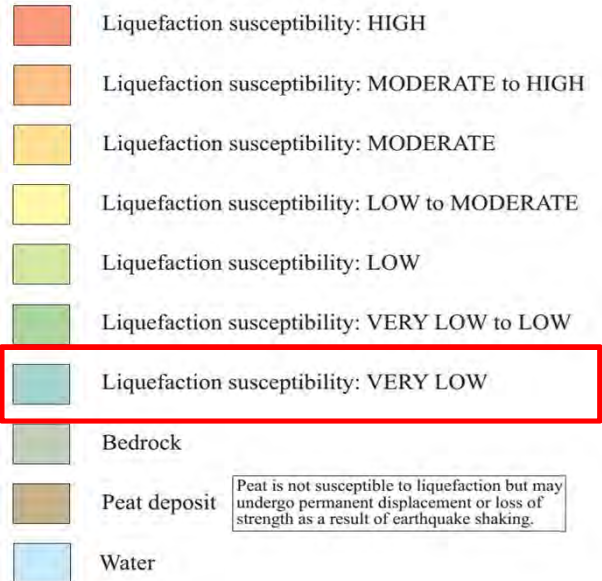 Liquefaction susceptibility: HIGH
Liquefaction susceptibility: MODERATE to HIGH
Liquefaction susceptibility: MODERATE
Liquefaction susceptibility: LOW to MODERATE
Liquefaction susceptibility: LOW
Liquefaction susceptibility: VERY LOW to LOW
Liquefaction susceptibility: VERY LOW
Bedrock
Peat deposit
Peat is not susceptible to liquefaction but may
undergo permanent displacement or loss of
strength as a result of earthquake shaking.
Water